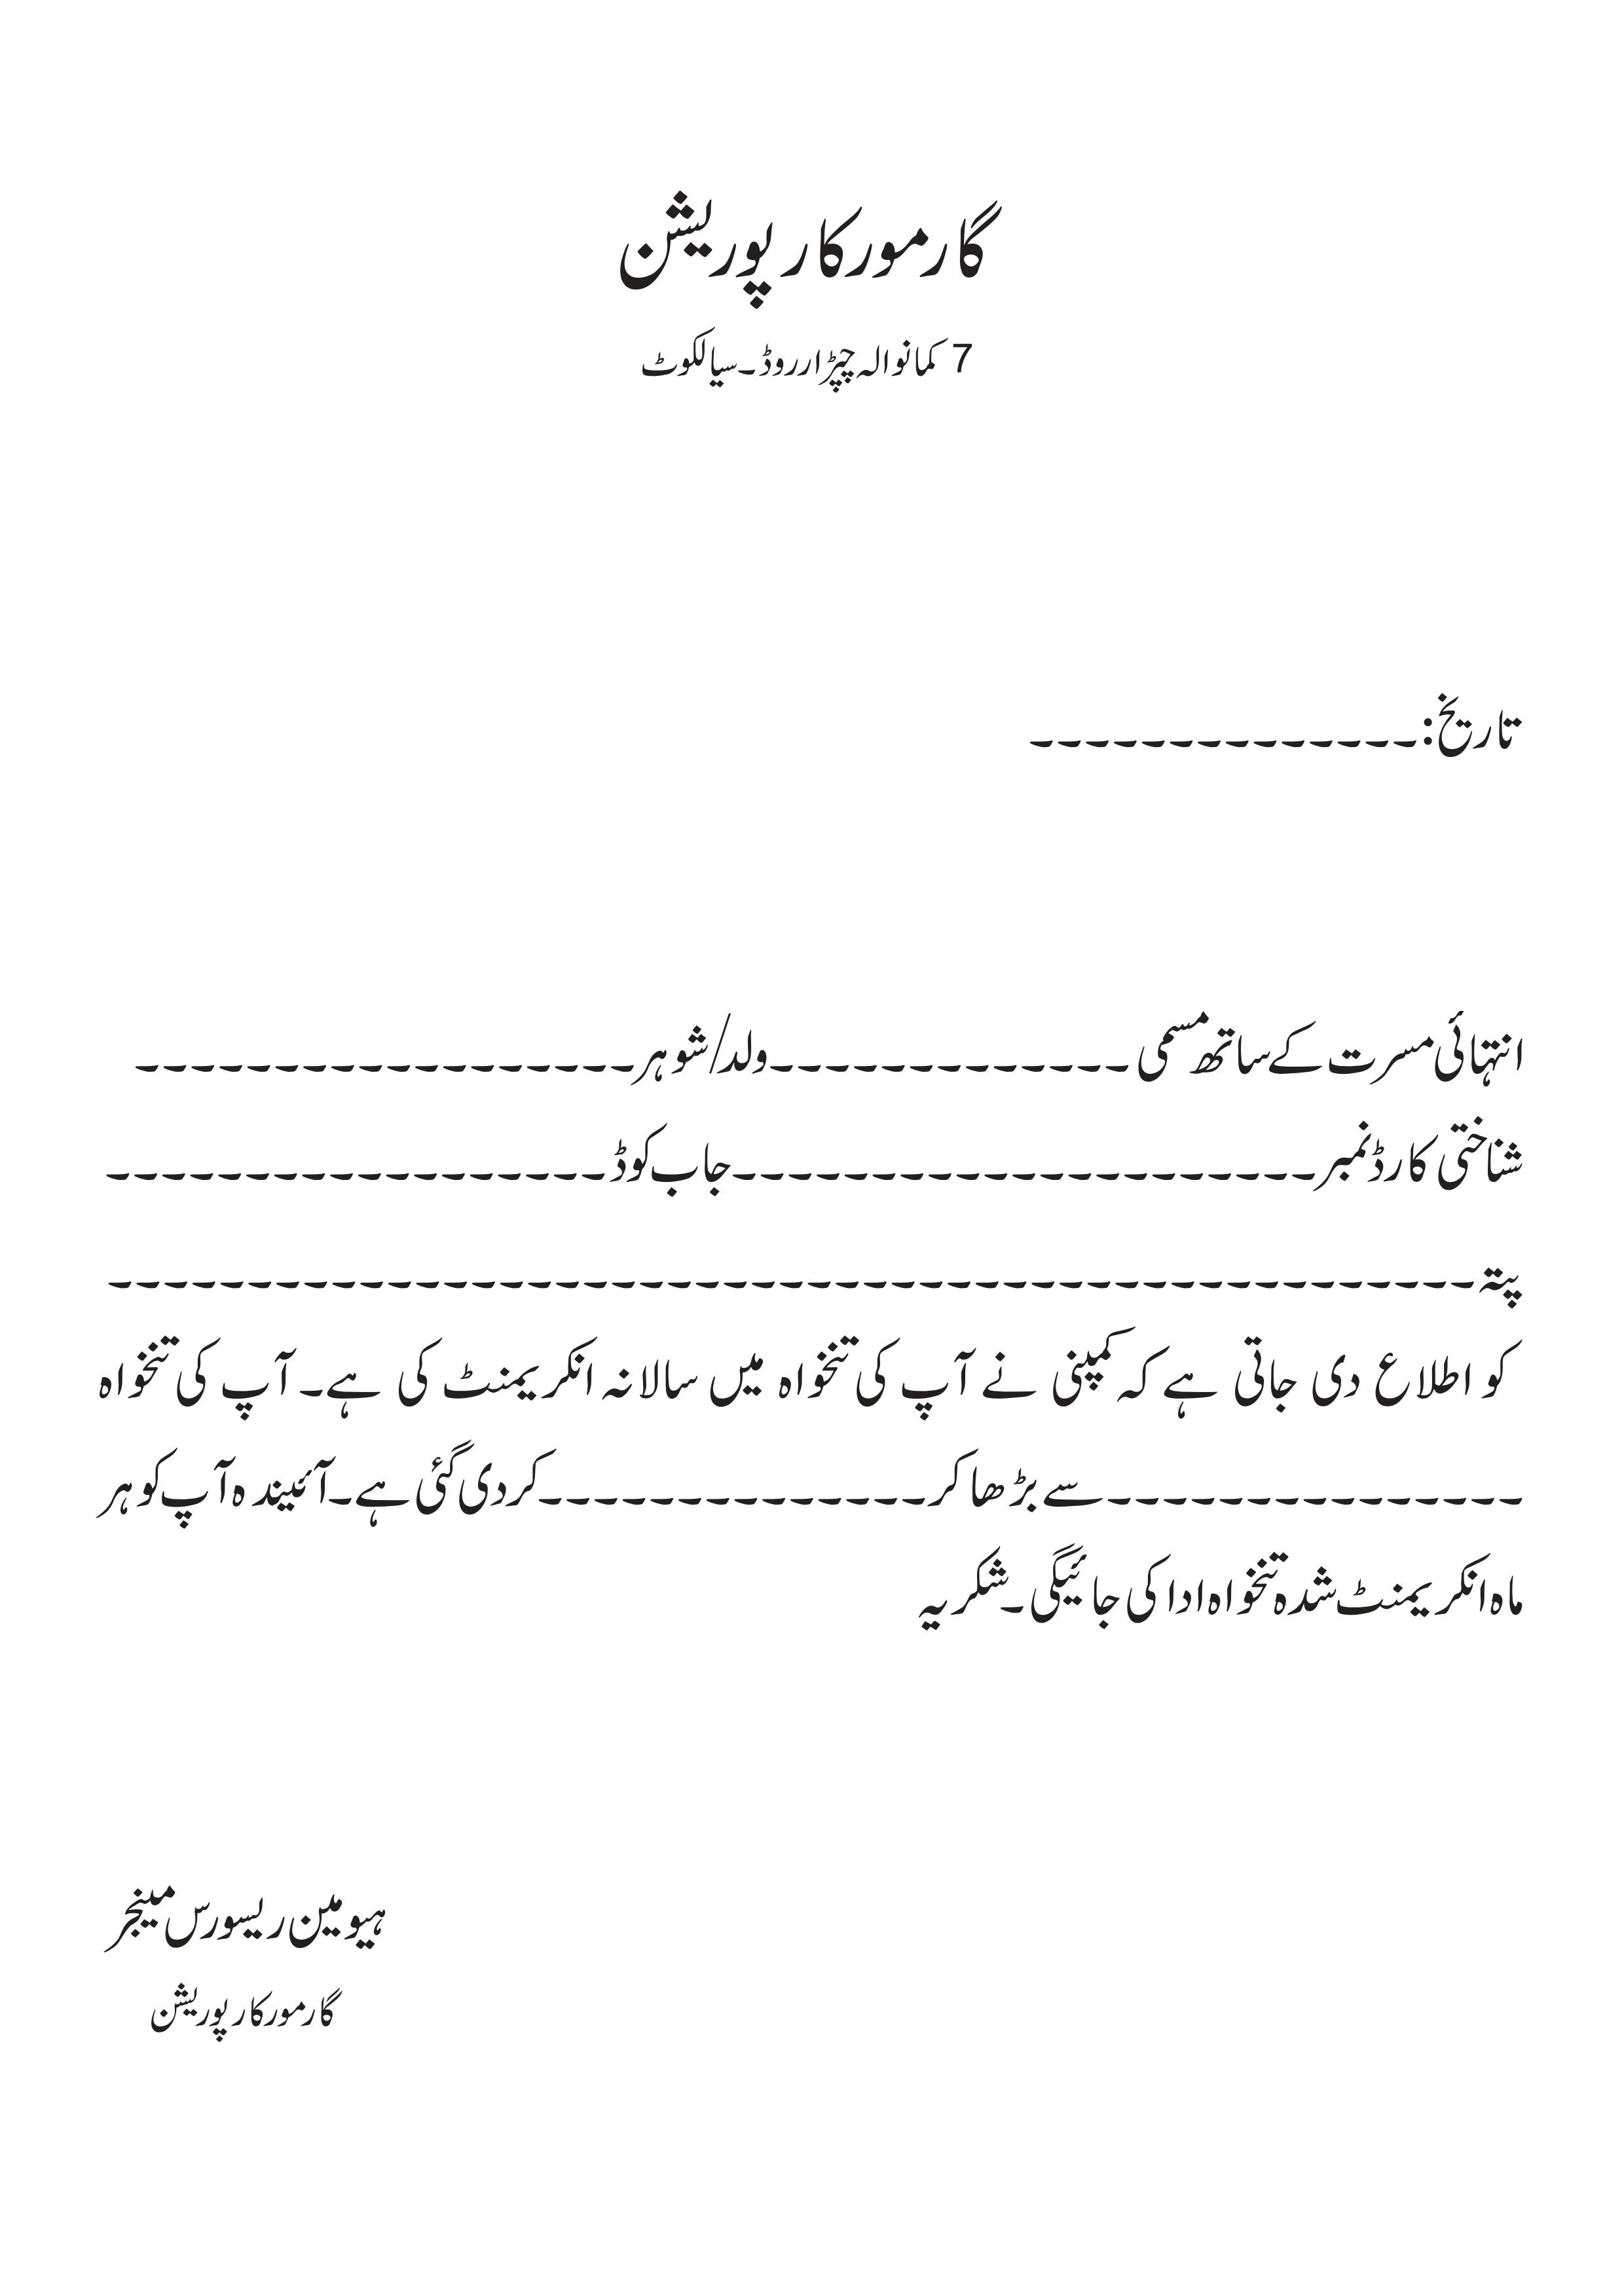 گارمور کارپوریشن
7 کمانوالہ چپڑار روڈ۔ سیالکوٹ
تاریخ: ۔۔۔۔۔۔۔۔۔۔۔۔۔۔
انتہائی مسرت کے ساتھ مسمی ۔۔۔۔۔۔۔۔۔۔۔۔۔ولد/شوہر۔۔۔۔۔۔۔۔۔۔۔۔۔۔۔۔۔۔
شناختی کارڈ نمبر۔۔۔۔۔۔۔۔۔۔۔۔۔۔۔۔۔۔۔۔۔جاب کوڈ۔۔۔۔۔۔۔۔۔۔۔۔۔۔۔۔۔۔
پتہ۔۔۔۔۔۔۔۔۔۔۔۔۔۔۔۔۔۔۔۔۔۔۔۔۔۔۔۔۔۔۔۔۔۔۔۔۔۔۔۔۔۔۔۔۔۔۔۔۔
کو اطلاع دی جاتی ہے کہ کمپنی نے آپ کی تنخواہ میں سالانہ انکریمنٹ کی ہے۔ آپ کی تنخواہ
۔۔۔۔۔۔۔۔۔۔۔۔۔۔۔سے بڑھا کر۔۔۔۔۔۔۔۔۔۔۔۔۔۔کر دی گئی ہے۔ آئیندہ آپ کو ہر
ماہ انکریمنٹ شدہ تنخواہ ادا کی جائیگی۔ شکریہ
ہیومین ریسورس مینجر
گارمور کارپوریشن